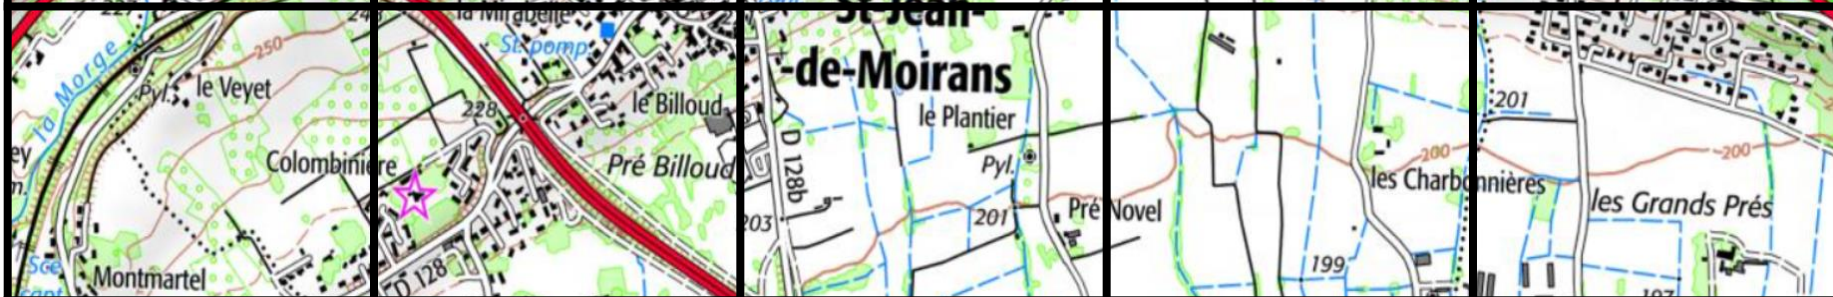 la Mirabelle
St-Jean-
-de-Moirans
St. pomp.
250
la Morge
Pyl.
le Veyet
228
le Billoud
le Plantier
201
Colombinière
Pré Billoud
D 128b
Pyl.
200
-200
les Charbonnières
les Grands Prés
203
201
Pré Novel
Montmartel
D 128
199
Sce
capt